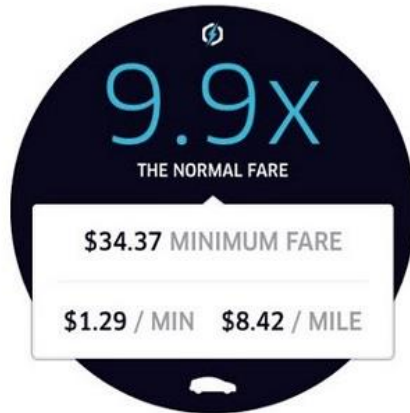 9.9x
THE NORMAL FARE
$34.37 MINIMUM FARE
$1.29 / MIN $8.42 / MILE